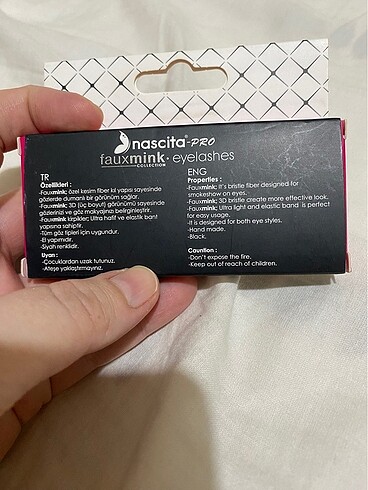 nascita®-PRO
fauxmink • eyelashes
COLLECTION
TR
Özellikleri :
-Fauxmink; özel kesim fiber kıl yapısı sayesinde
gözlerde dumanlı bir görünüm sağlar.
-Fauxmink; 3D (üç boyut) görünümü sayesinde
gözlerinizi ve göz makyajınızı belirginleştirir.
-Fauxmink kirpikler; Ultra hafif ve elastik bant
yapısına sahiptir.
-Tüm göz tipleri için uygundur.
-El yapımıdır.
-Siyah renklidir.
Uyarı :
-Çocuklardan uzak tutunuz.
-Ateşe yaklaştırmayınız.
ENG
Properties :
-Fauxmink; It's bristle fiber designed for
smokeshow on eyes.
-Fauxmink; 3D bristle create more effective look.
-Fauxmink; Ultra light and elastic band is perfect
for easy usage.
-It is designed for both eye styles.
-Hand made.
-Black.
Countion :
-Don't expose the fire.
-Keep out of reach of children.